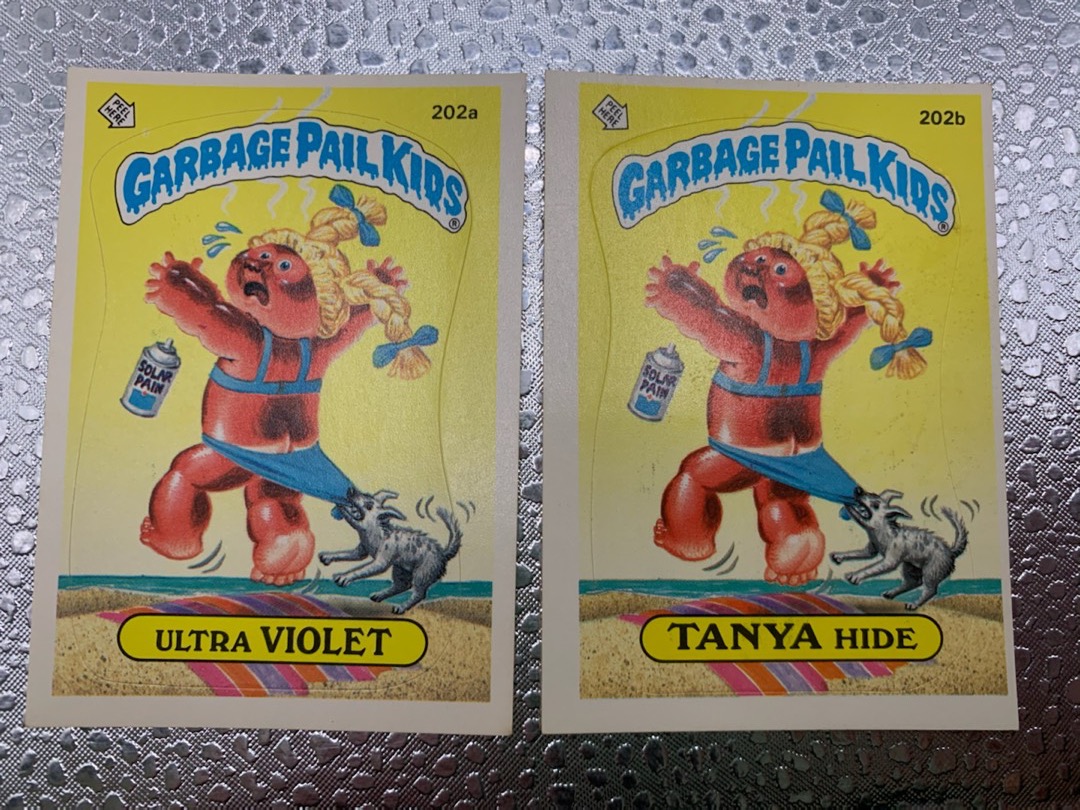 PEEL HERE
202a
GARBAGE PAIL KIDS®
SOLAR
PAIN
ULTRA VIOLET
PEEL HERE
202b
GARBAGE PAIL KIDS®
SOLAR
PAIN
TANYA HIDE